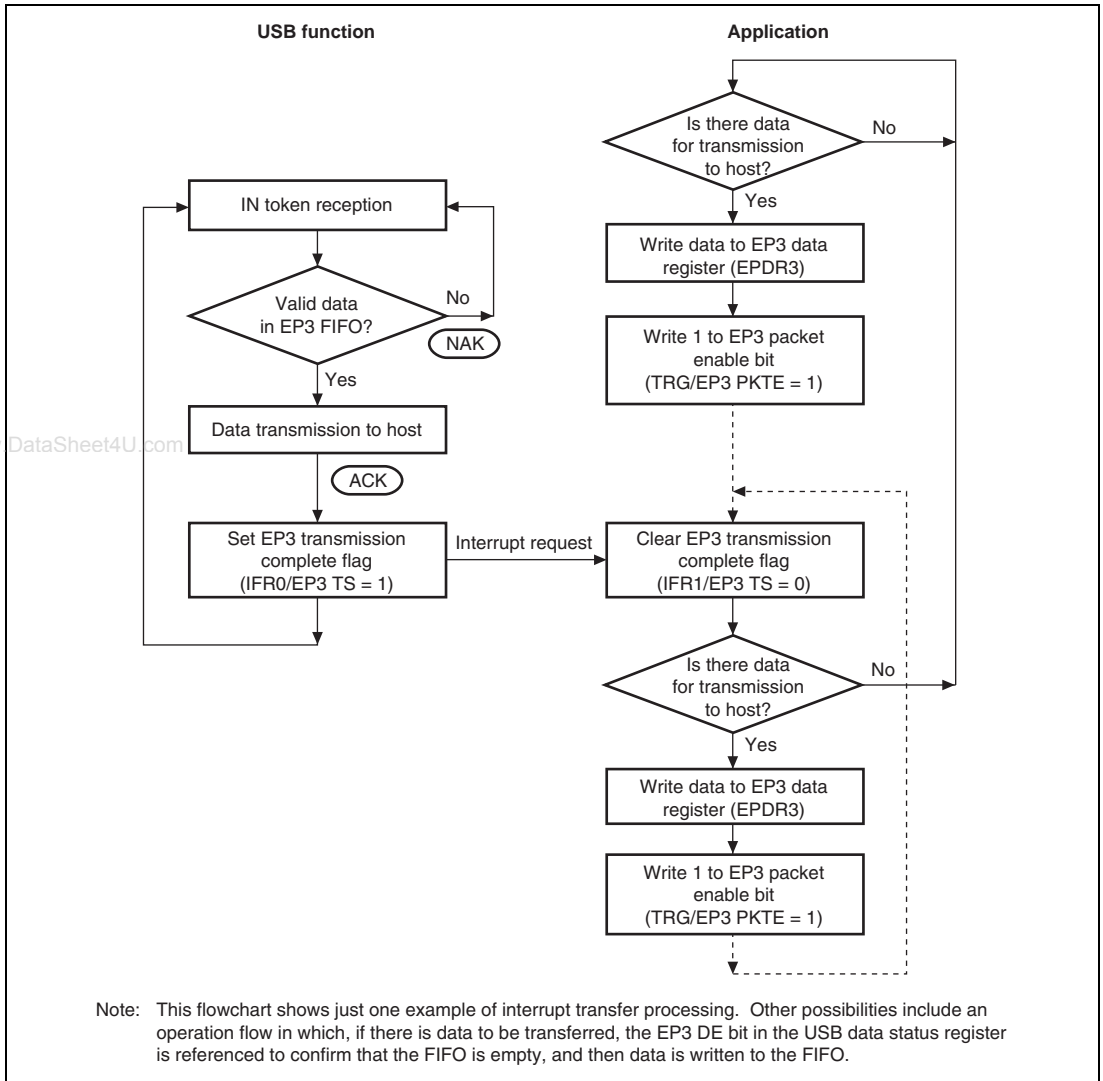 USB function
Application
Is there data
for transmission
to host?
No
Yes
IN token reception
Write data to EP3 data
register (EPDR3)
Valid data
in EP3 FIFO?
No
NAK
Yes
Write 1 to EP3 packet
enable bit
(TRG/EP3 PKTE = 1)
Data transmission to host
.DataSheet4U.com
ACK
Set EP3 transmission
complete flag
(IFR0/EP3 TS = 1)
Interrupt request
Clear EP3 transmission
complete flag
(IFR1/EP3 TS = 0)
Is there data
for transmission
to host?
No
Yes
Write data to EP3 data
register (EPDR3)
Write 1 to EP3 packet
enable bit
(TRG/EP3 PKTE = 1)
Note: This flowchart shows just one example of interrupt transfer processing. Other possibilities include an
operation flow in which, if there is data to be transferred, the EP3 DE bit in the USB data status register
is referenced to confirm that the FIFO is empty, and then data is written to the FIFO.